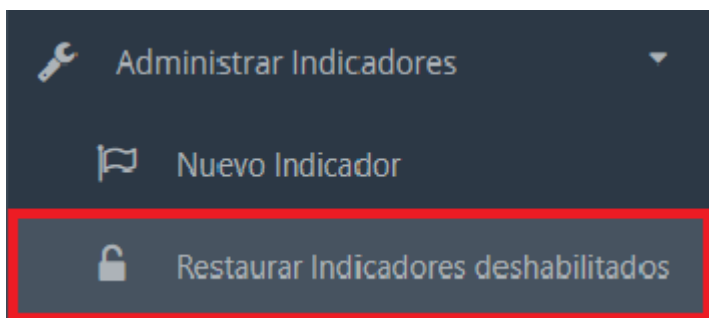 Administrar Indicadores
Nuevo Indicador
Restaurar Indicadores deshabilitados